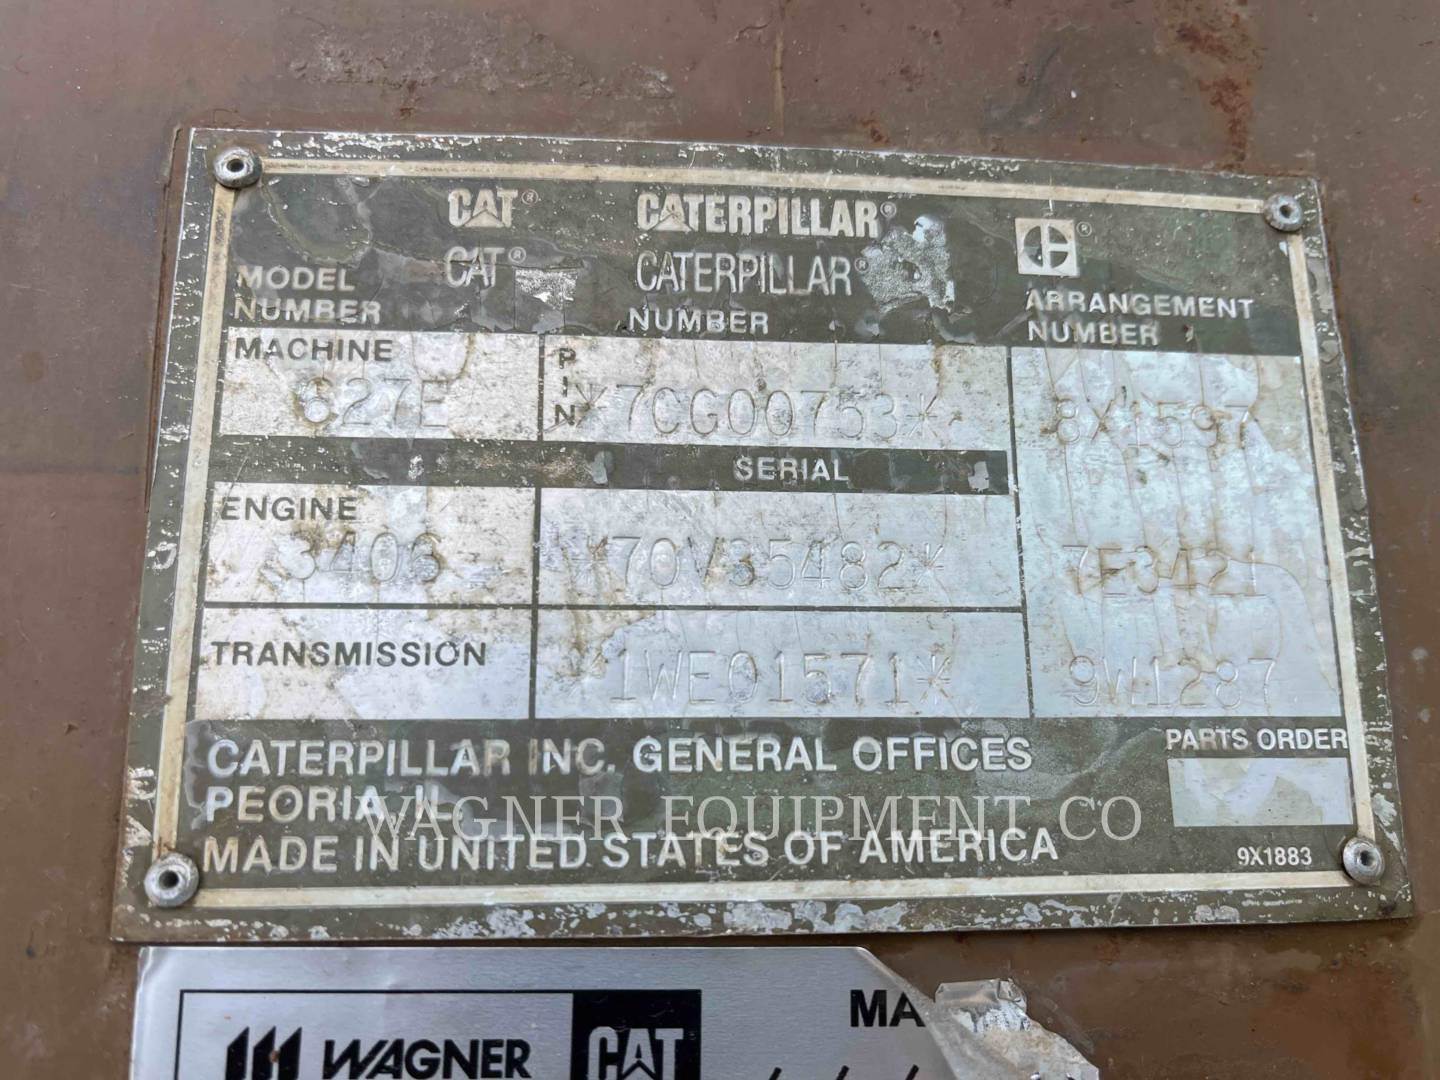 CAT® CATERPILLAR®
CAT® CATERPILLAR®
MODEL NUMBER
NUMBER
ARRANGEMENT NUMBER
MACHINE
627E
PIN
*7CG00753*
8X1597
SERIAL
ENGINE
3406
*70V35482*
7E3421
TRANSMISSION
*1WE01571*
9W1287
CATERPILLAR INC. GENERAL OFFICES
PARTS ORDER
PEORIA, IL.
WAGNER EQUIPMENT CO
MADE IN UNITED STATES OF AMERICA
9X1883
MA
WAGNER CAT